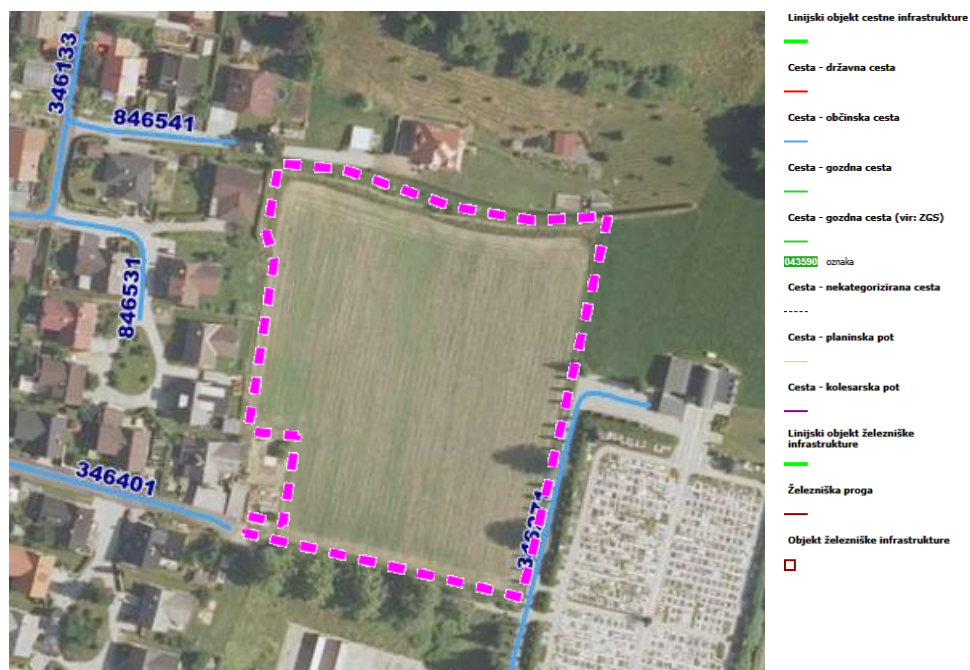 346133
846541
846531
346401
346271
Linijski objekt cestne infrastrukture
Cesta - državna cesta
Cesta - občinska cesta
Cesta - gozdna cesta
Cesta - gozdna cesta (vir: ZGS)
043590 oznaka
Cesta - nekategorizirana cesta
Cesta - planinska pot
Cesta - kolesarska pot
Linijski objekt železniške
infrastrukture
Železniška proga
Objekt železniške infrastrukture